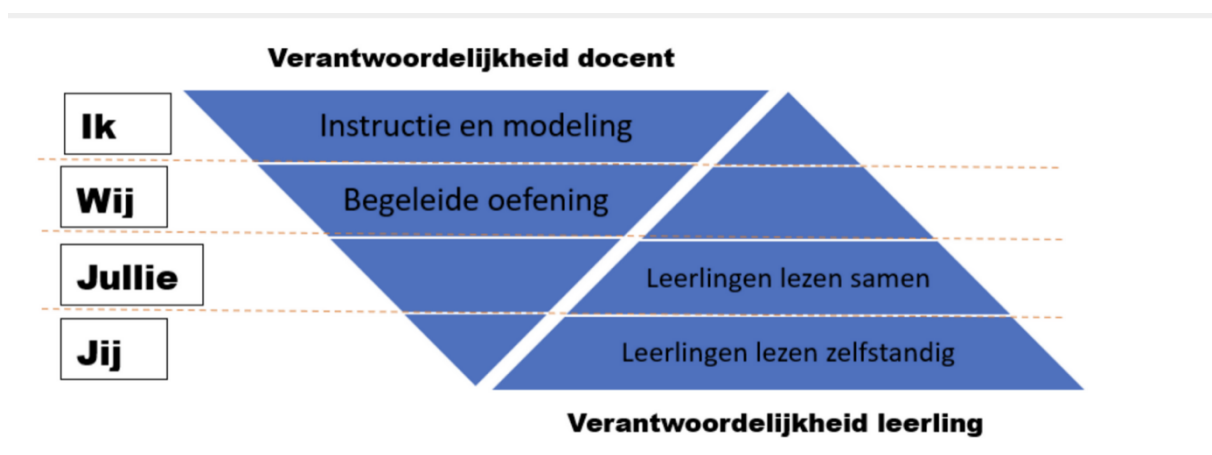 Verantwoordelijkheid docent
Ik
Instructie en modeling
Wij
Begeleide oefening
Jullie
Leerlingen lezen samen
Jij
Leerlingen lezen zelfstandig
Verantwoordelijkheid leerling